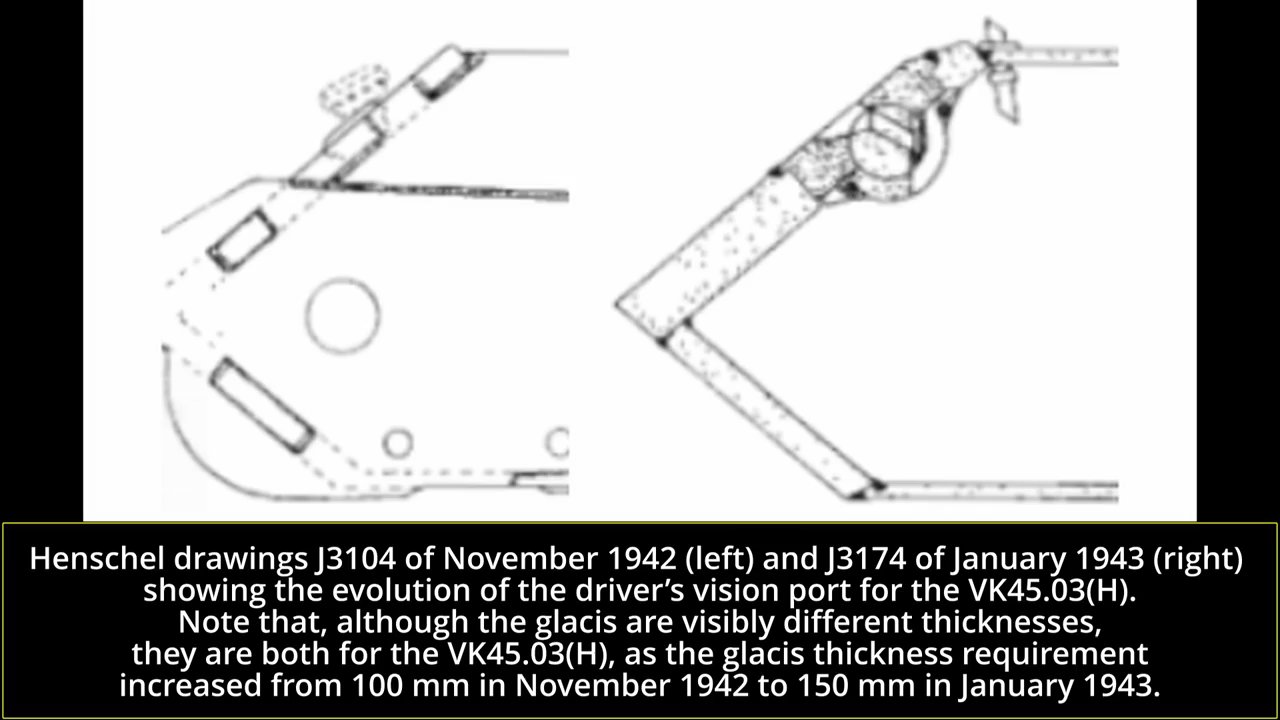 Henschel drawings J3104 of November 1942 (left) and J3174 of January 1943 (right)
showing the evolution of the driver’s vision port for the VK45.03(H).
Note that, although the glacis are visibly different thicknesses,
they are both for the VK45.03(H), as the glacis thickness requirement
increased from 100 mm in November 1942 to 150 mm in January 1943.